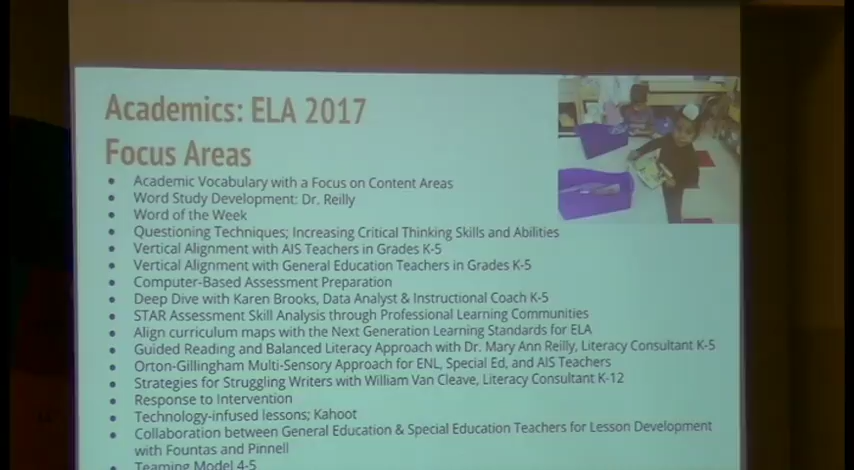 Academics: ELA 2017
Focus Areas
• Academic Vocabulary with a Focus on Content Areas
• Word Study Development: Dr. Reilly
• Word of the Week
• Questioning Techniques; Increasing Critical Thinking Skills and Abilities
• Vertical Alignment with AIS Teachers in Grades K-5
• Vertical Alignment with General Education Teachers in Grades K-5
• Computer-Based Assessment Preparation
• Deep Dive with Karen Brooks, Data Analyst & Instructional Coach K-5
• STAR Assessment Skill Analysis through Professional Learning Communities
• Align curriculum maps with the Next Generation Learning Standards for ELA
• Guided Reading and Balanced Literacy Approach with Dr. Mary Ann Reilly, Literacy Consultant K-5
• Orton-Gillingham Multi-Sensory Approach for ENL, Special Ed, and AIS Teachers
• Strategies for Struggling Writers with William Van Cleave, Literacy Consultant K-12
• Response to Intervention
• Technology-infused lessons; Kahoot
• Collaboration between General Education & Special Education Teachers for Lesson Development
with Fountas and Pinnell
• Teaming Model 4-5